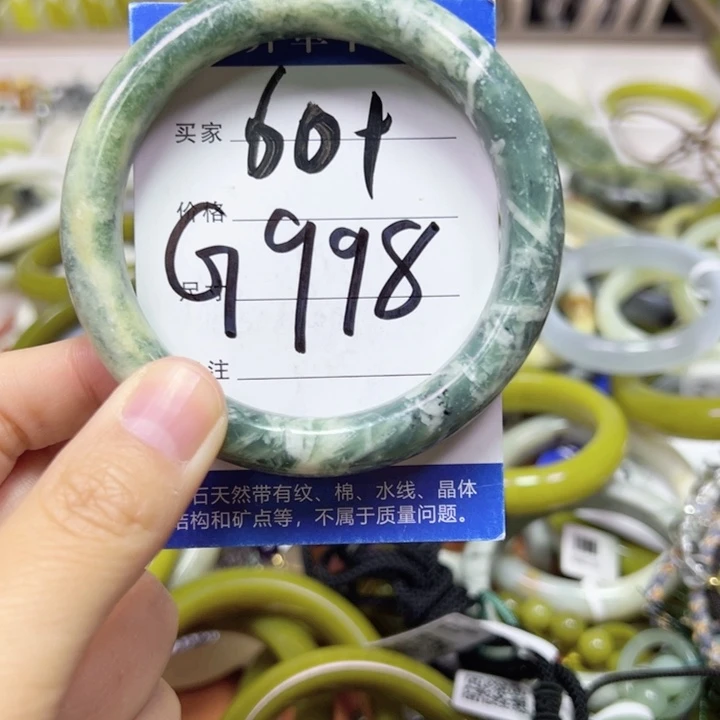 买家 60+
价格
G998
尺寸
注
石天然带有纹、棉、水线、晶体
结构和矿点等，不属于质量问题。